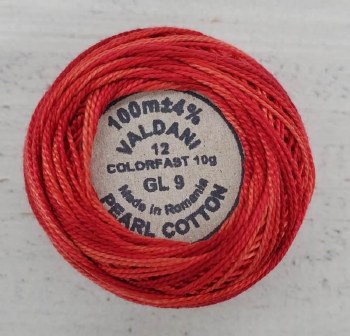 100m±4%
VALDANI
12
COLORFAST 10g
GL 9
Made in Romania
PEARL COTTON